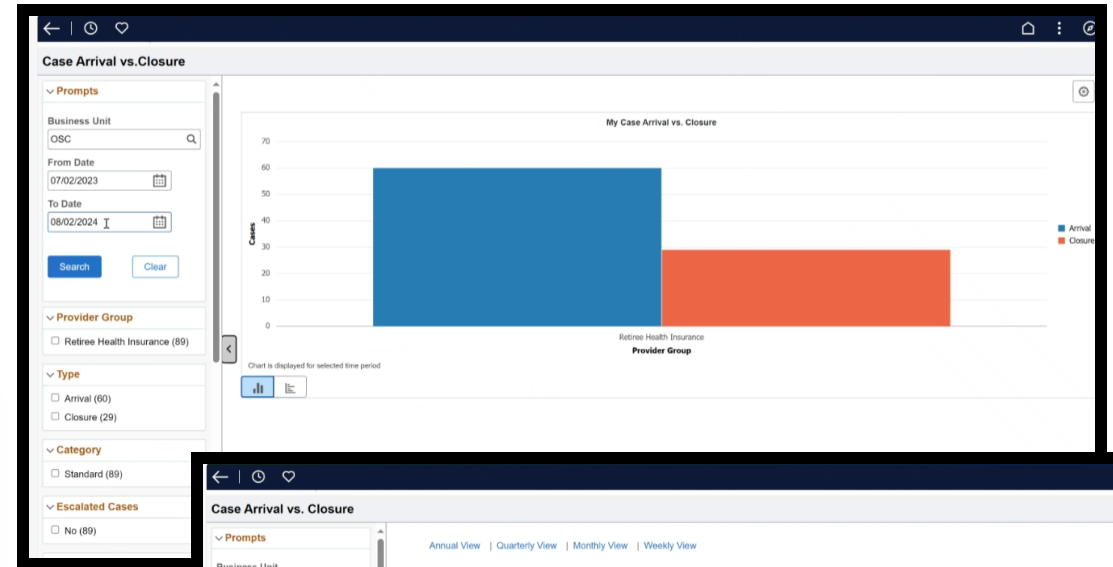 Case Arrival vs.Closure
Prompts
Business Unit
OSC
From Date
07/02/2023
To Date
08/02/2024
Search Clear
Provider Group
Retiree Health Insurance (89)
Type
Arrival (60)
Closure (29)
Category
Standard (89)
Escalated Cases
No (89)
My Case Arrival vs. Closure
70
60
50
40
30
20
10
0
Cases
Retiree Health Insurance
Provider Group
Arrival
Closure
Chart is displayed for selected time period
Case Arrival vs. Closure
Prompts
Business Unit
Annual View | Quarterly View | Monthly View | Weekly View